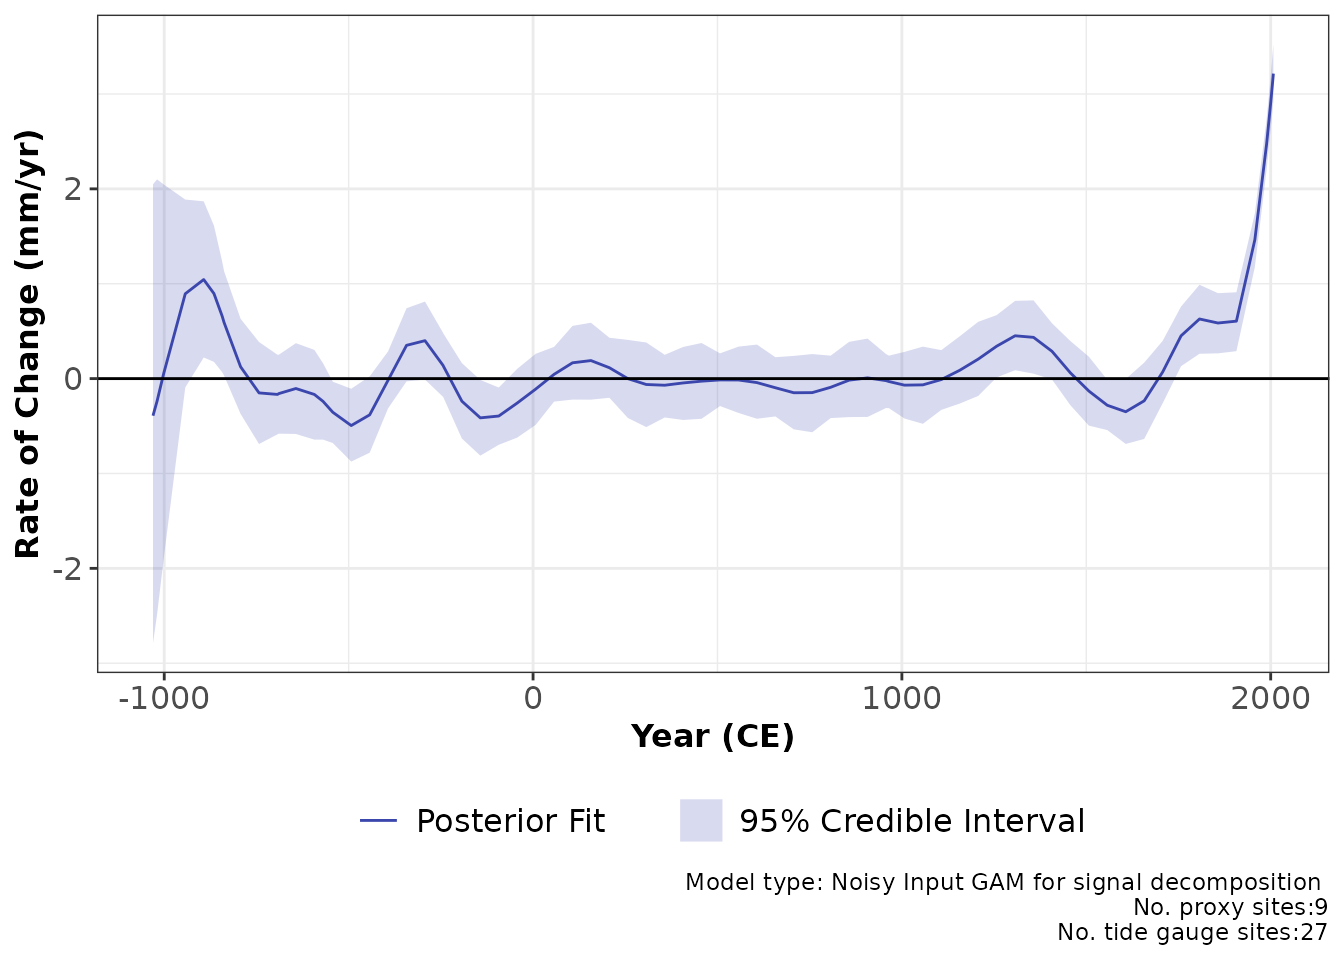 Rate of Change (mm/yr)
2
0
-2
-1000
0
1000
2000
Year (CE)
Posterior Fit
95% Credible Interval
Model type: Noisy Input GAM for signal decomposition
No. proxy sites:9
No. tide gauge sites:27